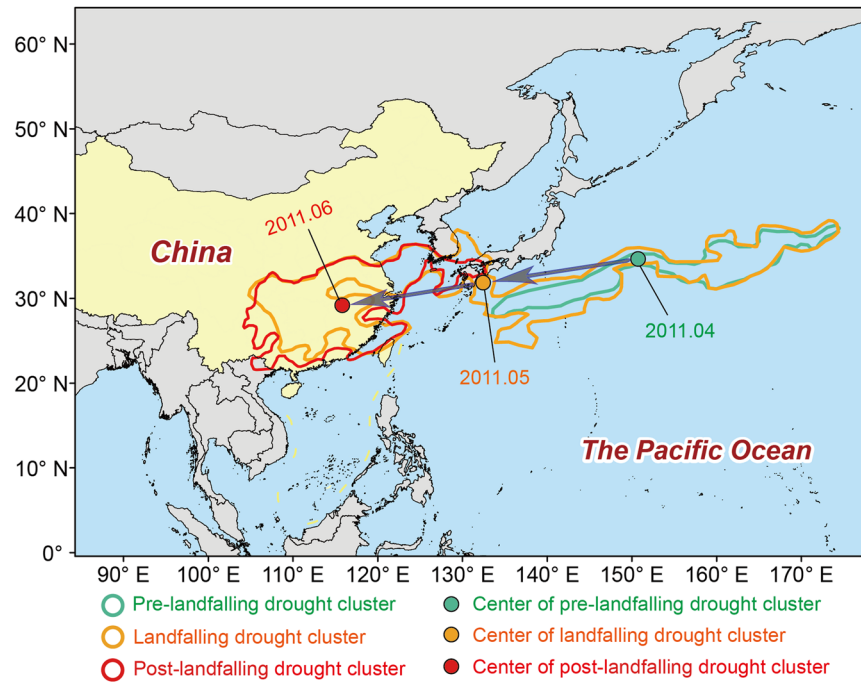 60° N
50° N
40° N
30° N
20° N
10° N
0°
2011.06
China
2011.05
2011.04
The Pacific Ocean
90° E
100° E
110° E
120° E
130° E
140° E
150° E
160° E
170° E
Pre-landfalling drought cluster
Center of pre-landfalling drought cluster
Landfalling drought cluster
Center of landfalling drought cluster
Post-landfalling drought cluster
Center of post-landfalling drought cluster